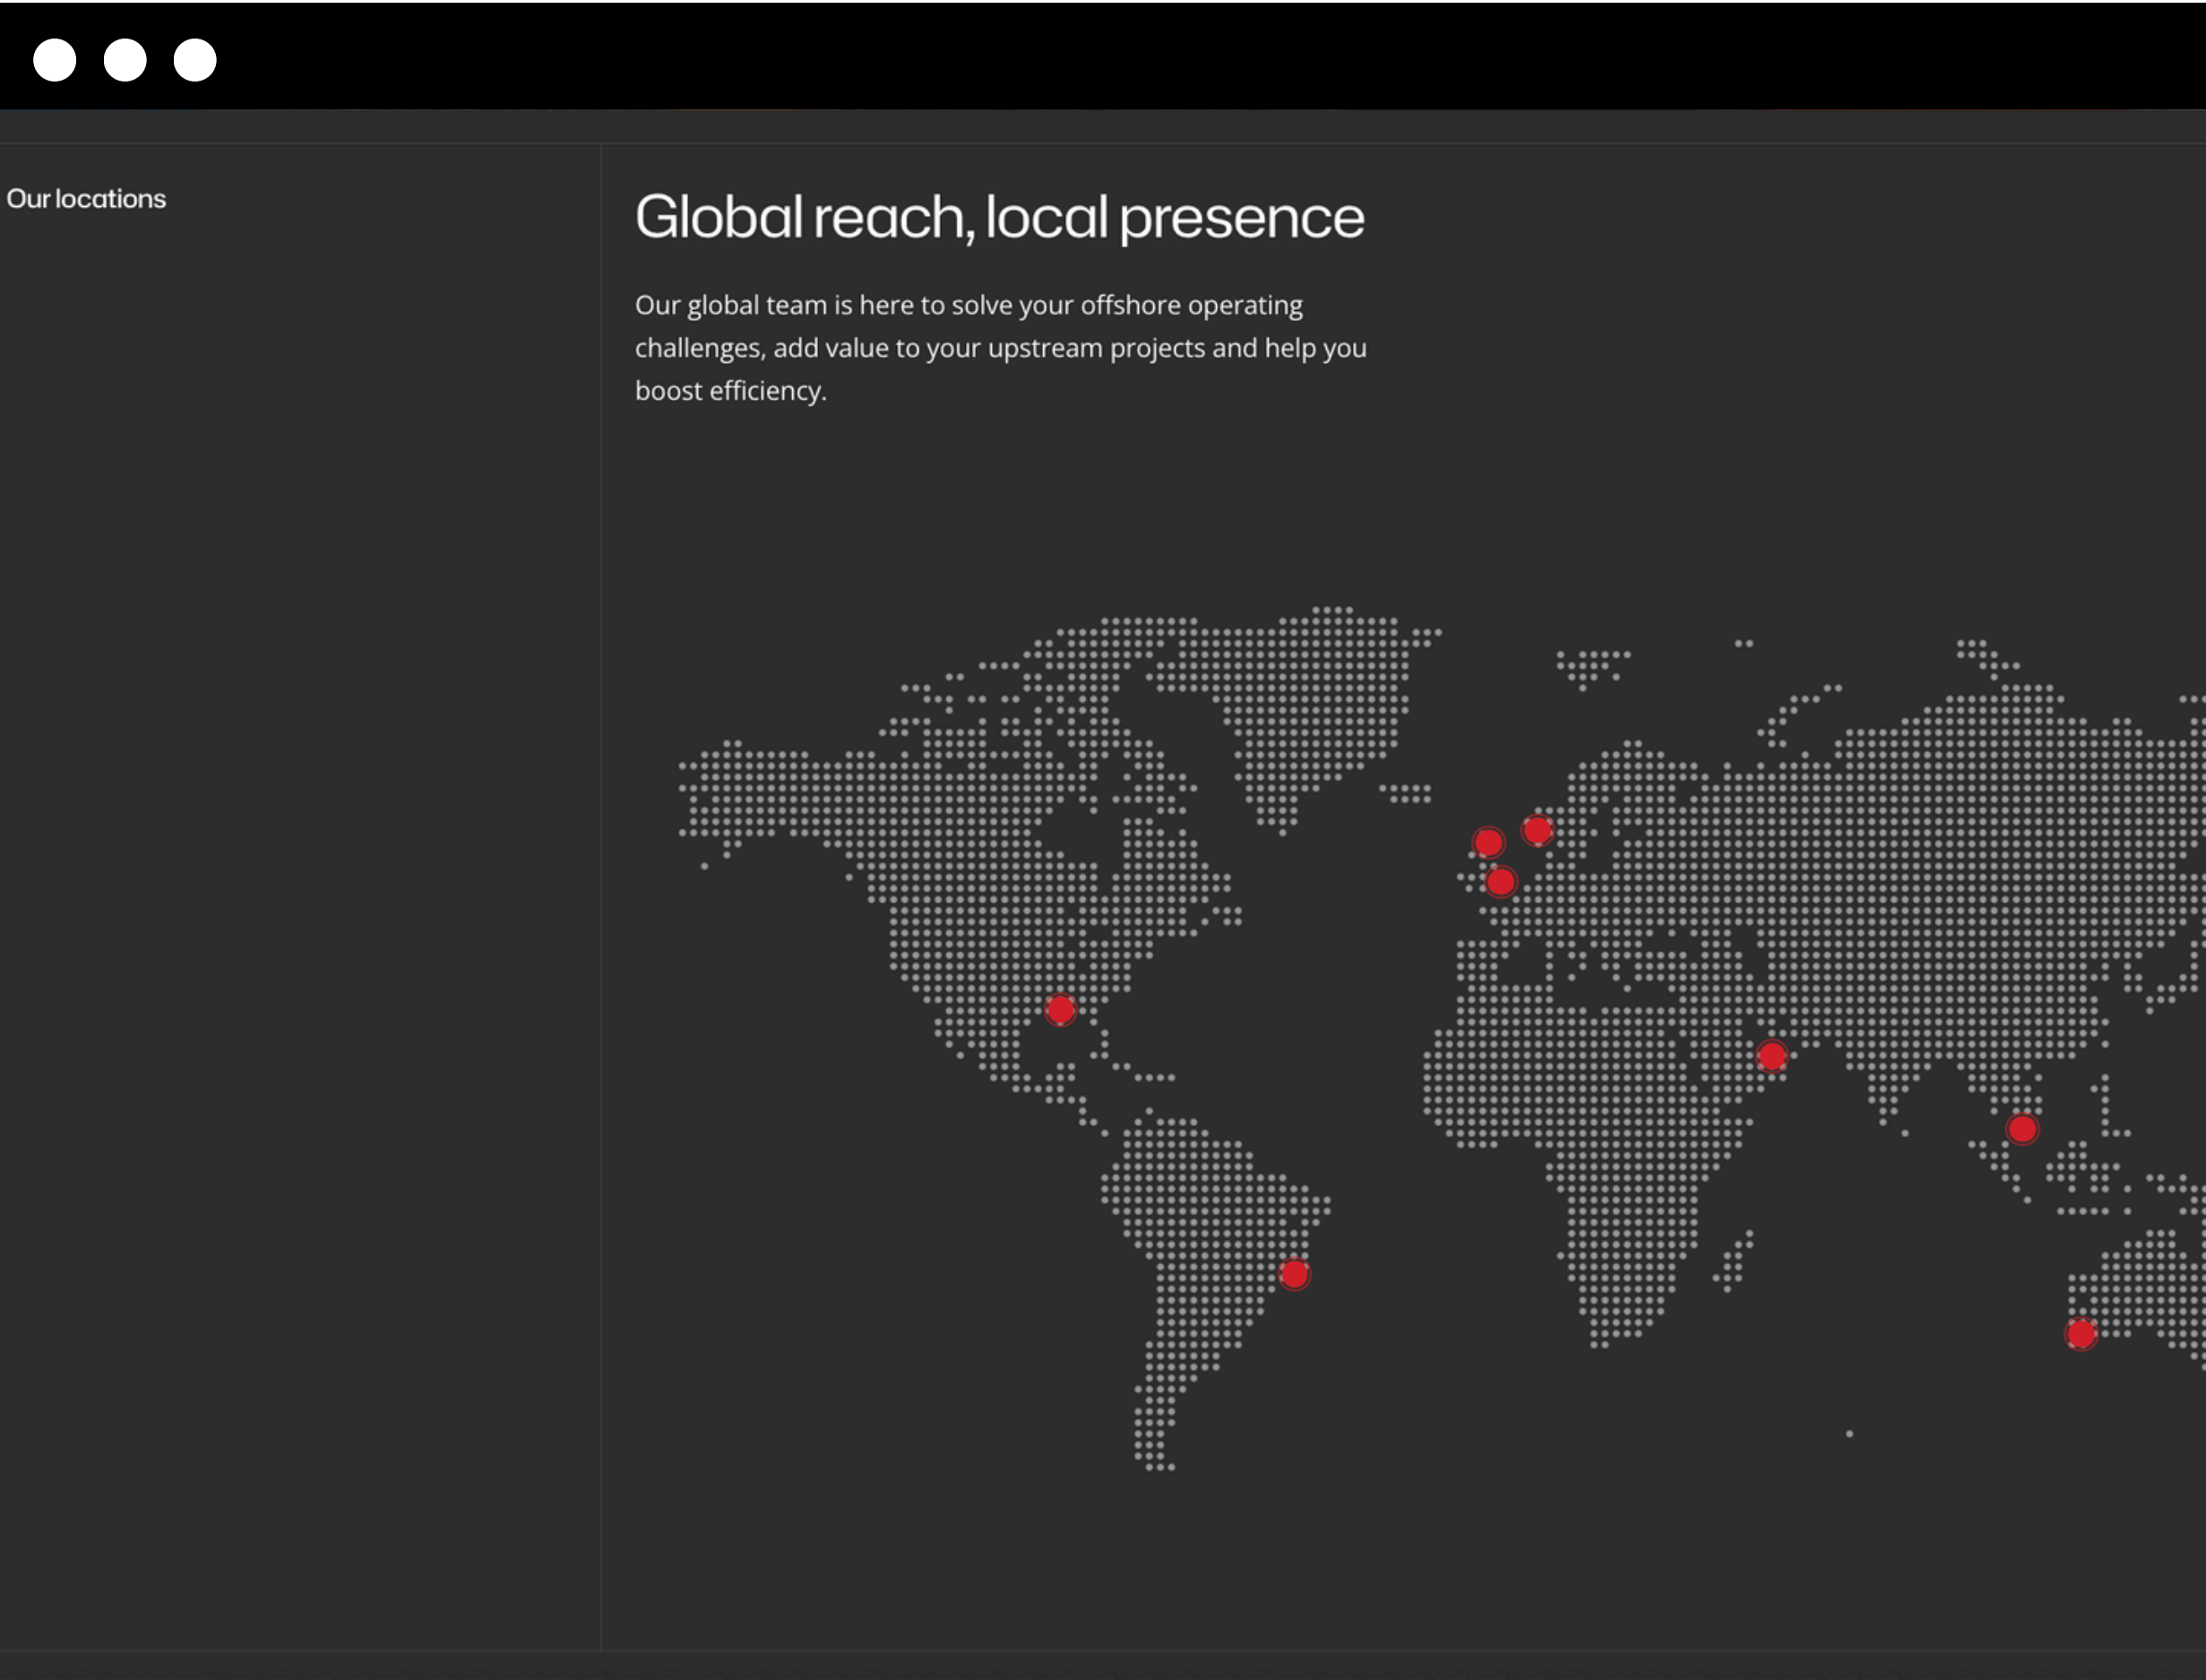 Our locations
Global reach, local presence
Our global team is here to solve your offshore operating
challenges, add value to your upstream projects and help you
boost efficiency.